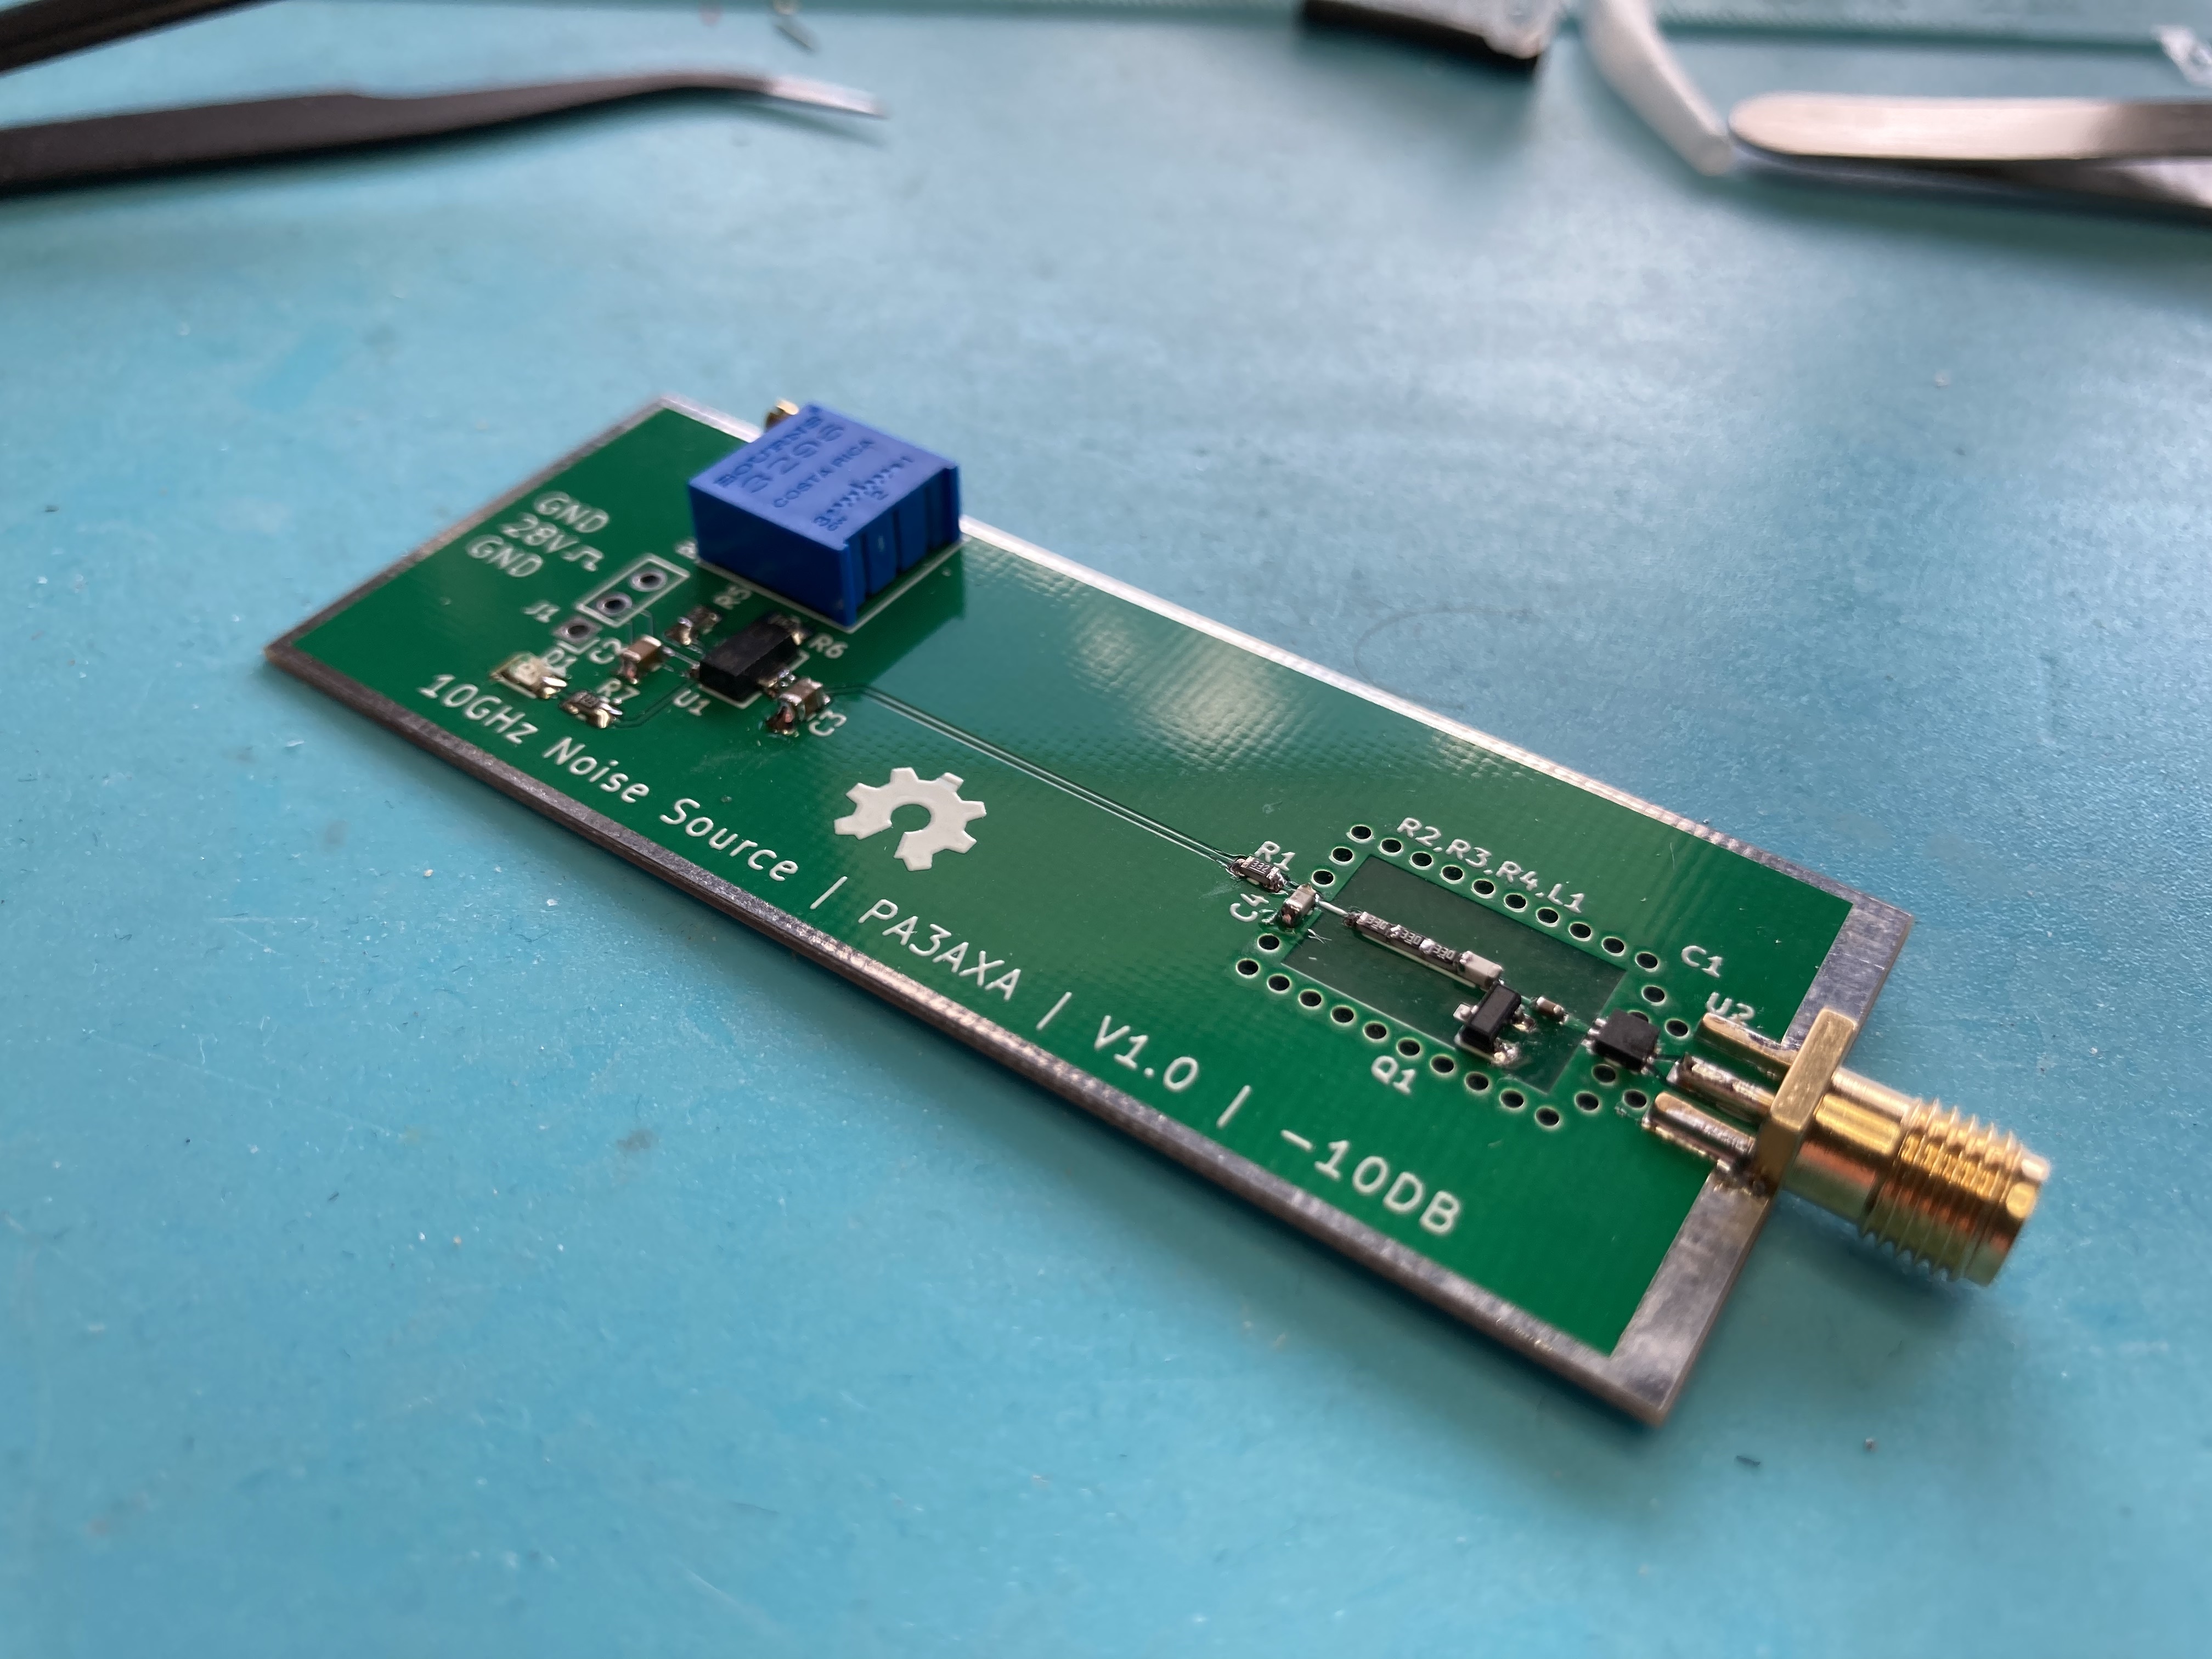 BOURNS
3296
COSTA RICA
GND
28V
GND
J1
D1
R5
R6
R7
U1
10GHz Noise Source | PA3AXA | V1.0 | -10DB
R1
C4
R2,R3,R4,L1
C1
U2
Q1